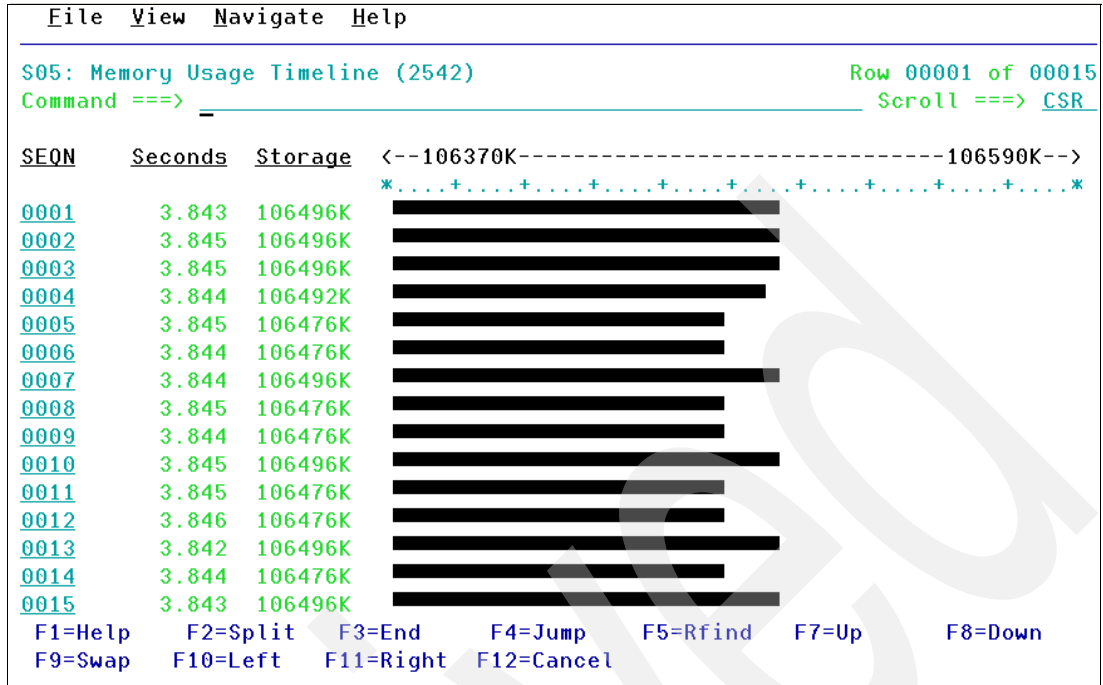 File View Navigate Help
S05: Memory Usage Timeline (2542) Row 00001 of 00015
Command ===> Scroll ===> CSR
SEQN Seconds Storage <--106370K-------------------------------106590K-->
*....+....+....+....+....+....+....+....+....+....*
0001 3.843 106496K
0002 3.845 106496K
0003 3.845 106496K
0004 3.844 106492K
0005 3.845 106476K
0006 3.844 106476K
0007 3.844 106496K
0008 3.845 106476K
0009 3.844 106476K
0010 3.845 106496K
0011 3.845 106476K
0012 3.846 106476K
0013 3.842 106496K
0014 3.844 106476K
0015 3.843 106496K
F1=Help F2=Split F3=End F4=Jump F5=Rfind F7=Up F8=Down
F9=Swap F10=Left F11=Right F12=Cancel